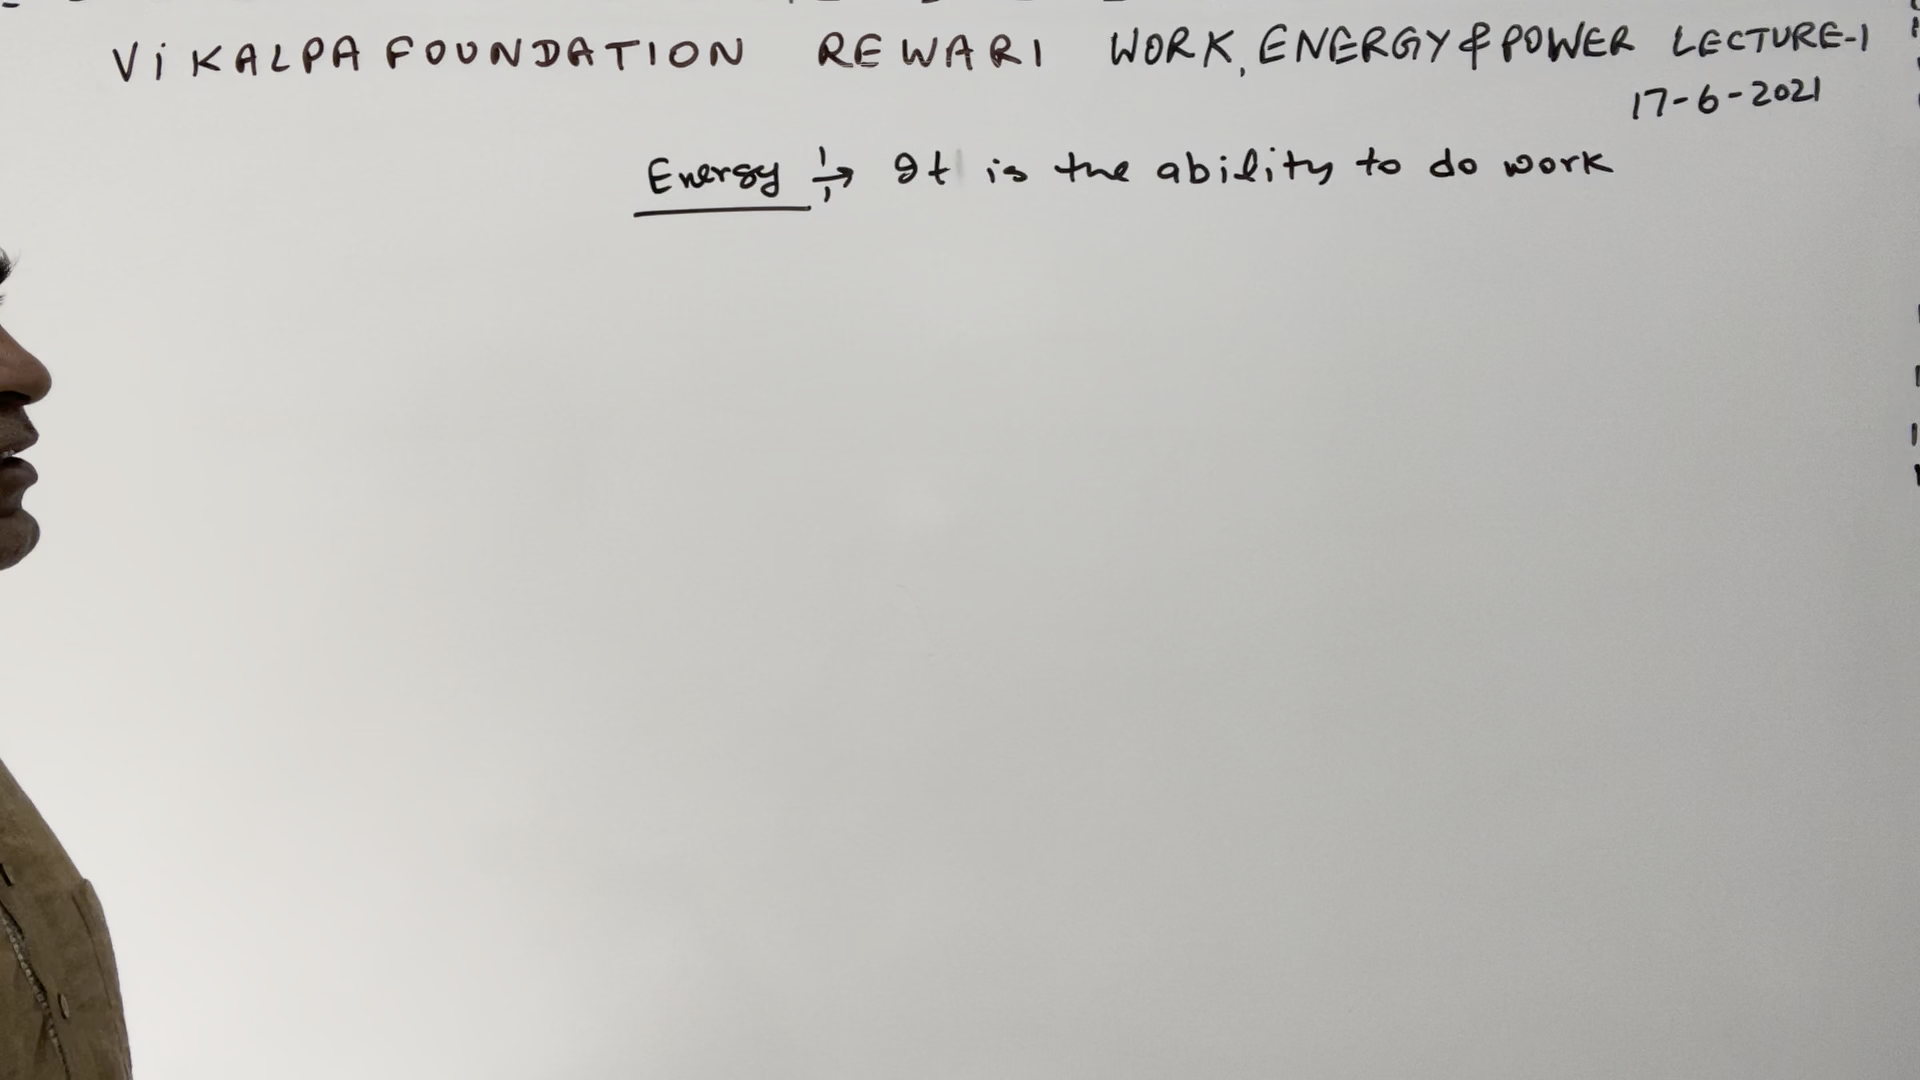 ViKALPA FOUNDATION REWARI WORK, ENERGY & POWER LECTURE-1
17-6-2021
Energy :→ It is the ability to do work